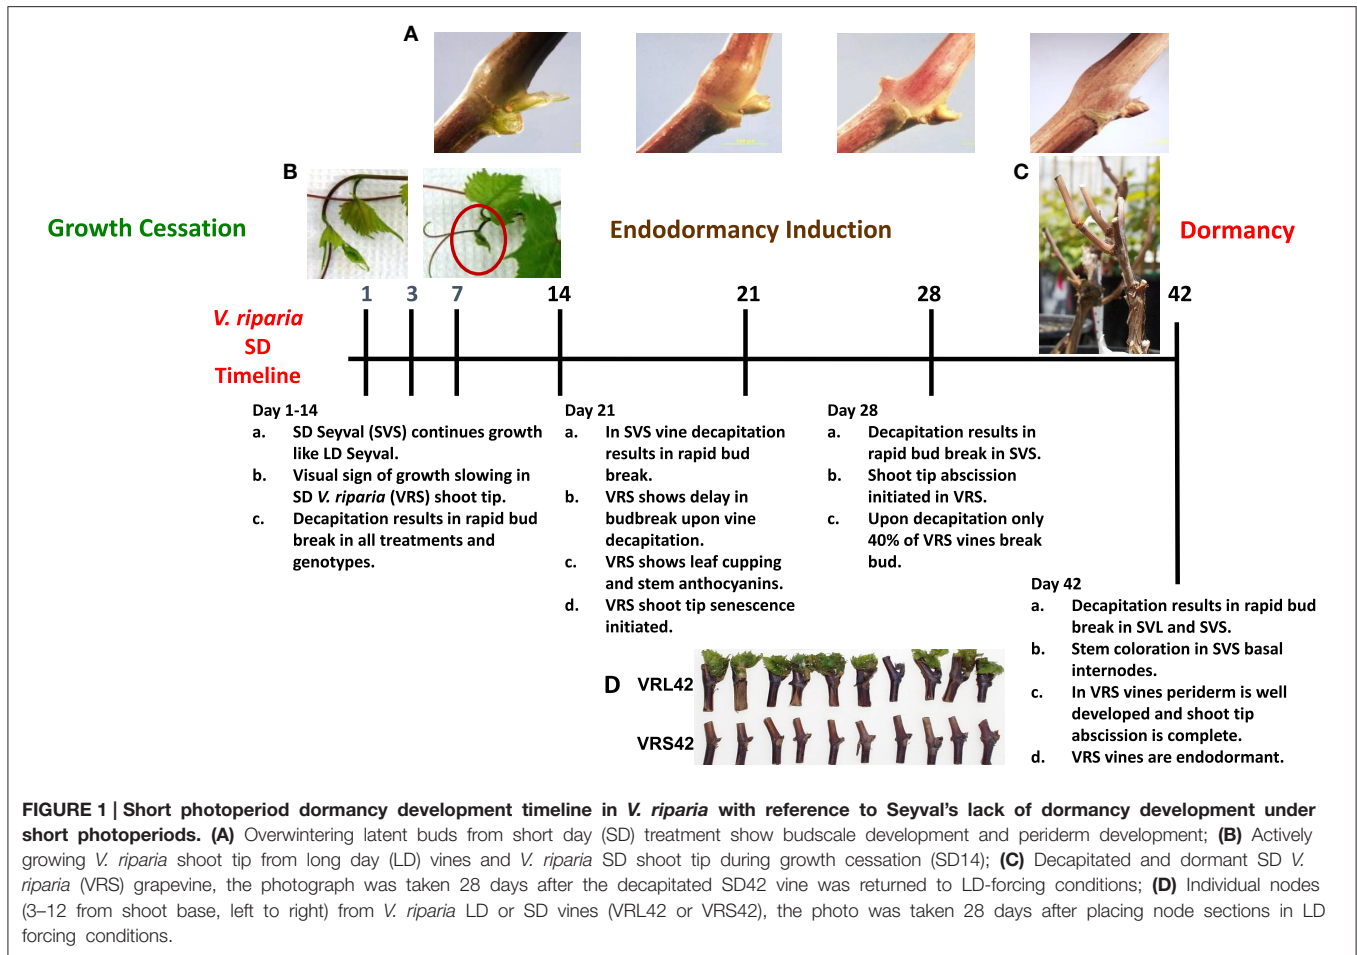 A
B
C
Growth Cessation
Endodormancy Induction
Dormancy
1
3
7
14
21
28
42
V. riparia
SD
Timeline
Day 1-14
a. SD Seyval (SVS) continues growth
like LD Seyval.
b. Visual sign of growth slowing in
SD V. riparia (VRS) shoot tip.
c. Decapitation results in rapid bud
break in all treatments and
genotypes.
Day 21
a. In SVS vine decapitation
results in rapid bud
break.
b. VRS shows delay in
budbreak upon vine
decapitation.
c. VRS shows leaf cupping
and stem anthocyanins.
d. VRS shoot tip senescence
initiated.
Day 28
a. Decapitation results in
rapid bud break in SVS.
b. Shoot tip abscission
initiated in VRS.
c. Upon decapitation only
40% of VRS vines break
bud.
Day 42
a. Decapitation results in rapid bud
break in SVL and SVS.
b. Stem coloration in SVS basal
internodes.
c. In VRS vines periderm is well
developed and shoot tip
abscission is complete.
d. VRS vines are endodormant.
D
VRL42
VRS42
FIGURE 1 | Short photoperiod dormancy development timeline in V. riparia with reference to Seyval's lack of dormancy development under
short photoperiods. (A) Overwintering latent buds from short day (SD) treatment show budscale development and periderm development; (B) Actively
growing V. riparia shoot tip from long day (LD) vines and V. riparia SD shoot tip during growth cessation (SD14); (C) Decapitated and dormant SD V.
riparia (VRS) grapevine, the photograph was taken 28 days after the decapitated SD42 vine was returned to LD-forcing conditions; (D) Individual nodes
(3–12 from shoot base, left to right) from V. riparia LD or SD vines (VRL42 or VRS42), the photo was taken 28 days after placing node sections in LD
forcing conditions.